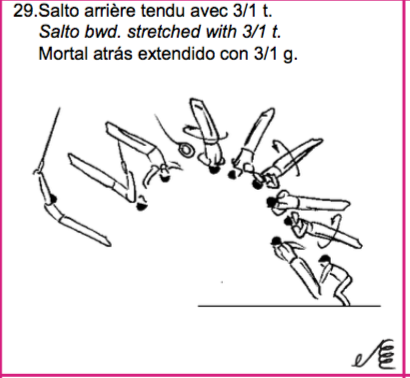 29.Salto arrière tendu avec 3/1 t.
Salto bwd. stretched with 3/1 t.
Mortal atrás extendido con 3/1 g.